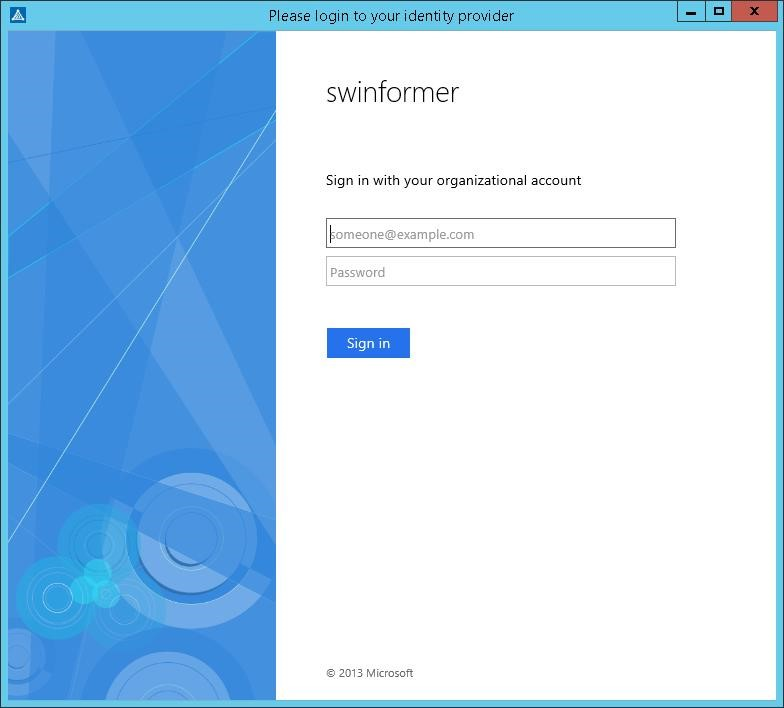 Please login to your identity provider
swinformer
Sign in with your organizational account
someone@example.com
Password
Sign in
© 2013 Microsoft